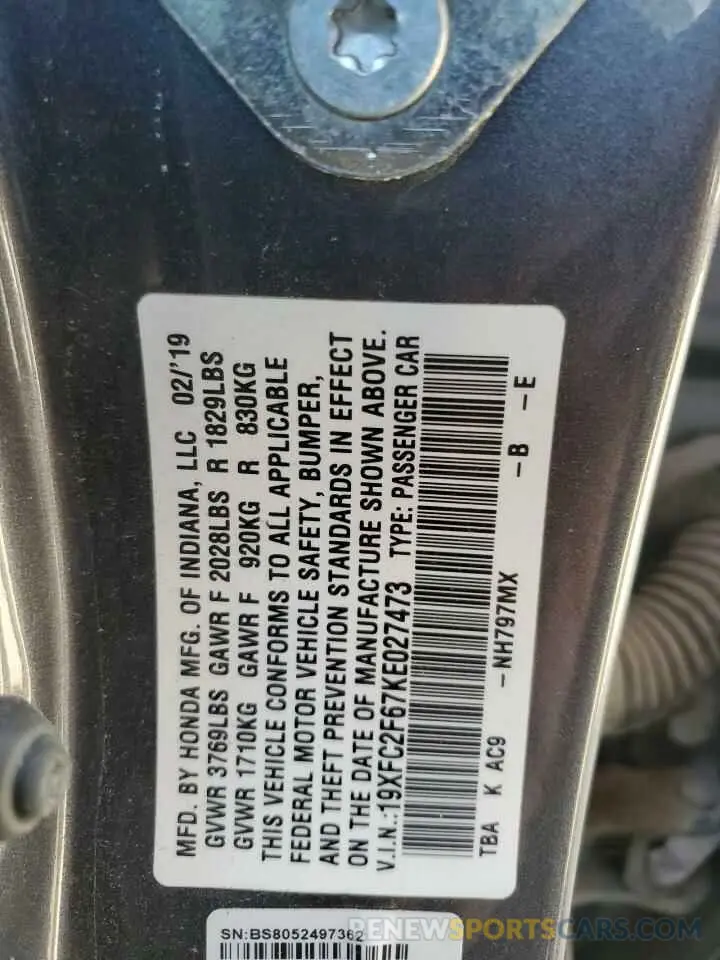 MFD. BY HONDA MFG. OF INDIANA, LLC 02/'19
GVWR 3769LBS GAWR F 2028LBS R 1829LBS
GVWR 1710KG GAWR F 920KG R 830KG
THIS VEHICLE CONFORMS TO ALL APPLICABLE
FEDERAL MOTOR VEHICLE SAFETY, BUMPER,
AND THEFT PREVENTION STANDARDS IN EFFECT
ON THE DATE OF MANUFACTURE SHOWN ABOVE.
V.I.N.:19XFC2F67KE027473 TYPE: PASSENGER CAR
TBA K AC9 -NH797MX -B -E
SN:BS8052497362
RENEWSPORTSCARS.COM